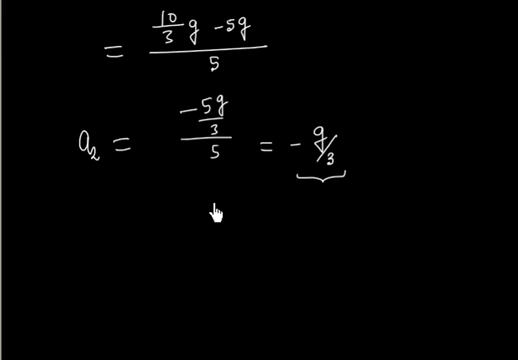 = (10/3 g - 5g) / 5
a₂ = (-5g/3) / 5 = - g/3